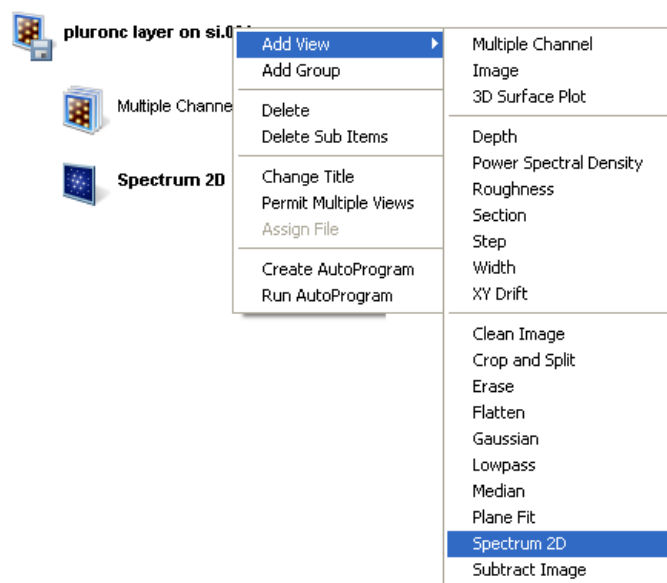 pluronc layer on si.0
Multiple Channe
Spectrum 2D
Add View
Add Group
Delete
Delete Sub Items
Change Title
Permit Multiple Views
Assign File
Create AutoProgram
Run AutoProgram
Multiple Channel
Image
3D Surface Plot
Depth
Power Spectral Density
Roughness
Section
Step
Width
XY Drift
Clean Image
Crop and Split
Erase
Flatten
Gaussian
Lowpass
Median
Plane Fit
Spectrum 2D
Subtract Image